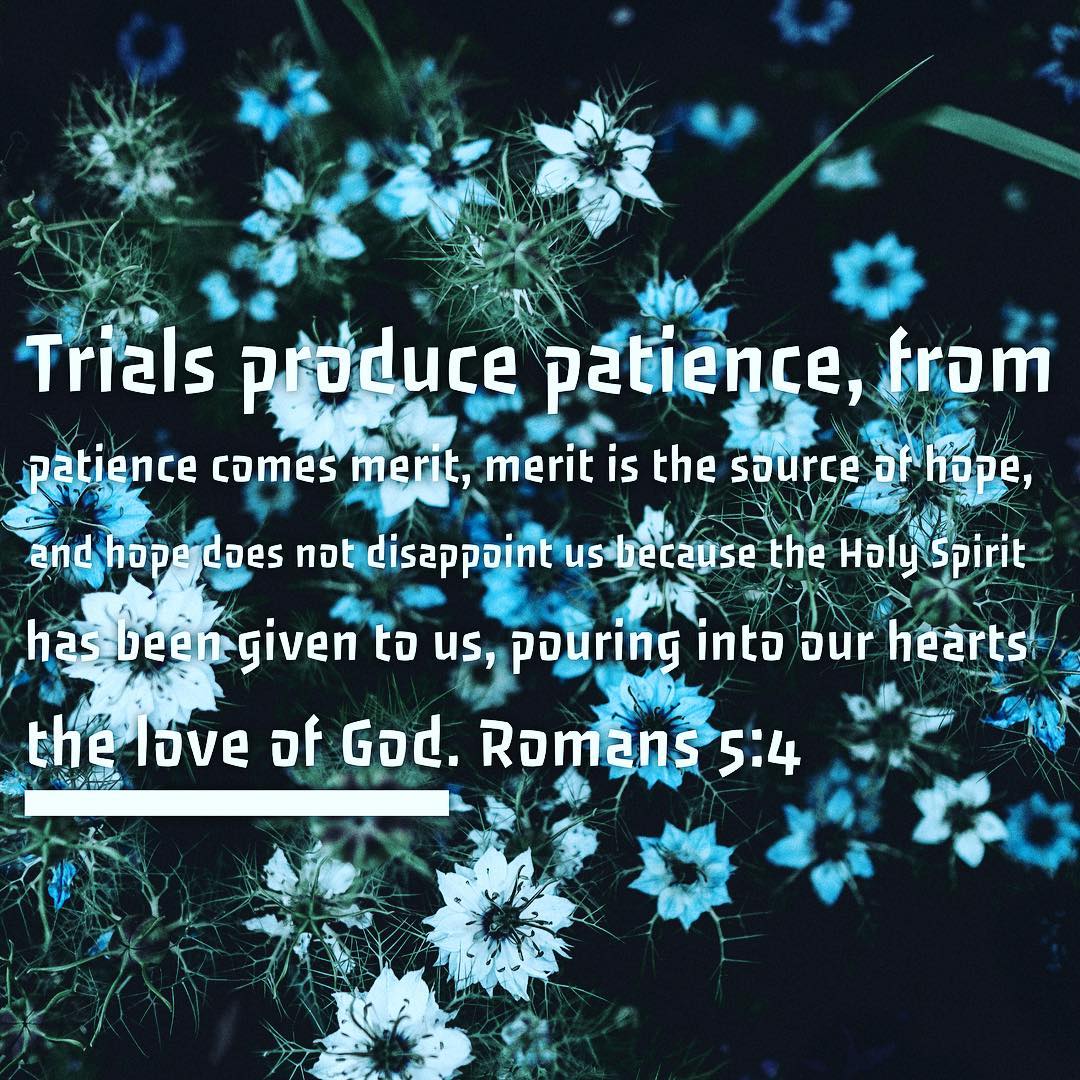 Trials produce patience, from
patience comes merit, merit is the source of hope,
and hope does not disappoint us because the Holy Spirit
has been given to us, pouring into our hearts
the love of God. Romans 5:4